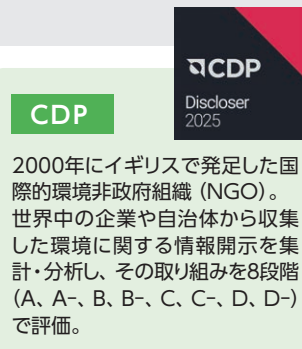 CDP
Discloser
2025
CDP
2000年にイギリスで発足した国
際的環境非政府組織（NGO）。
世界中の企業や自治体から収集
した環境に関する情報開示を集
計・分析し、その取り組みを8段階
（A、A-、B、B-、C、C-、D、D-）
で評価。